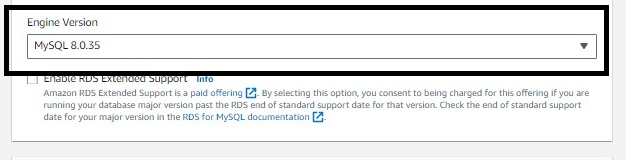 Engine Version
MySQL 8.0.35
Enable RDS Extended Support Info
Amazon RDS Extended Support is a paid offering. By selecting this option, you consent to being charged for this offering if you are
running your database major version past the RDS end of standard support date for that version. Check the end of standard support
date for your major version in the RDS for MySQL documentation.